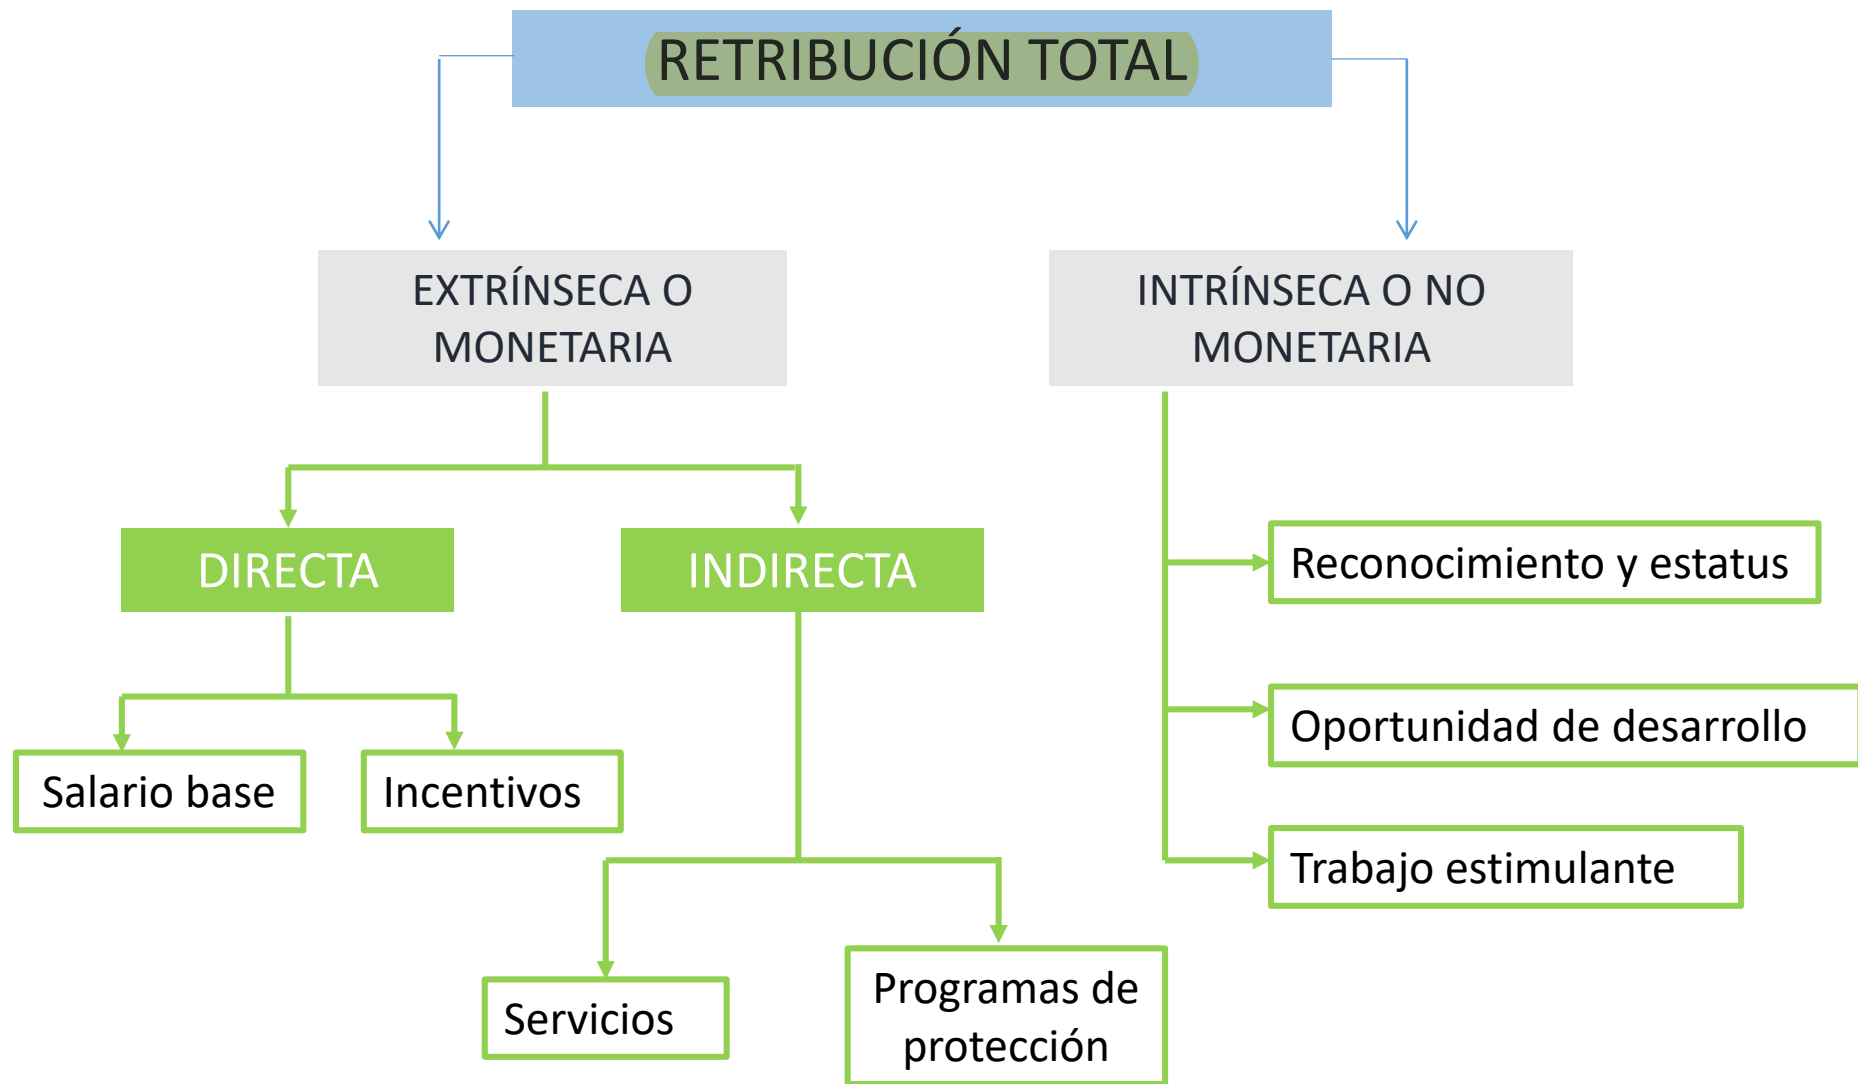 RETRIBUCIÓN TOTAL
EXTRÍNSECA O
MONETARIA
INTRÍNSECA O NO
MONETARIA
DIRECTA
INDIRECTA
Reconocimiento y estatus
Oportunidad de desarrollo
Salario base
Incentivos
Trabajo estimulante
Servicios
Programas de
protección